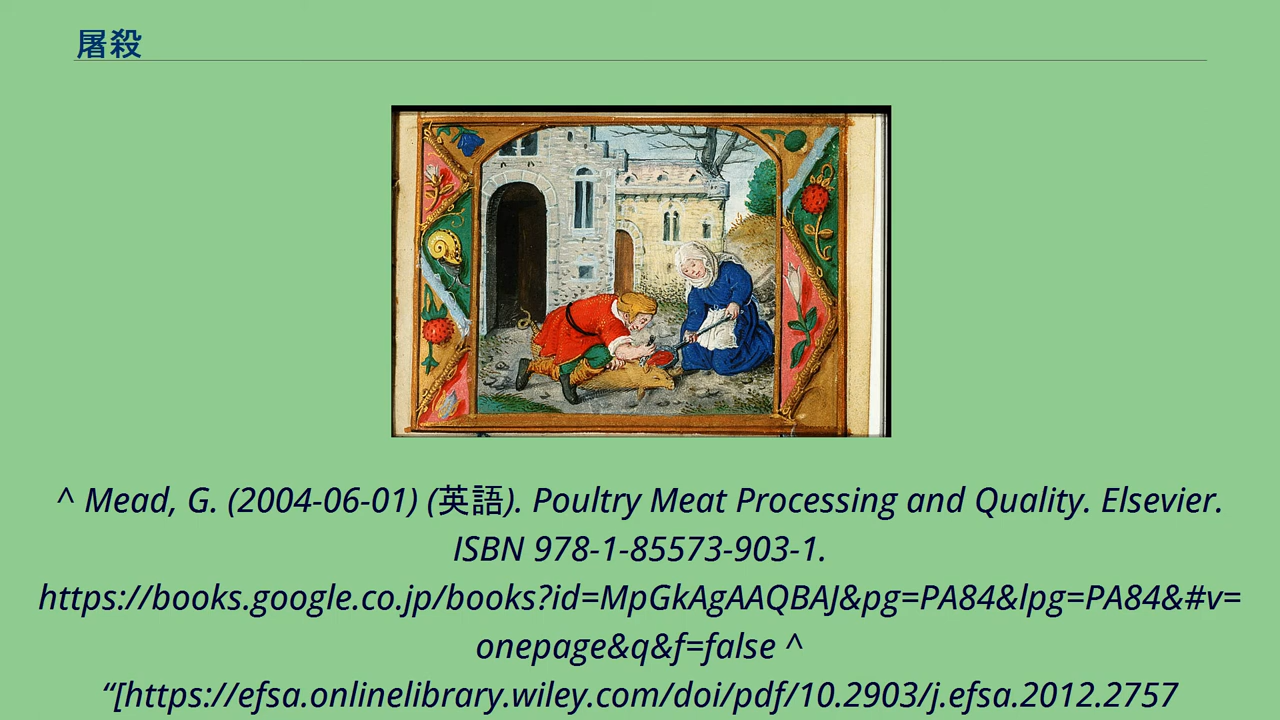 屠殺
^ Mead, G. (2004-06-01) (英語). Poultry Meat Processing and Quality. Elsevier.
ISBN 978-1-85573-903-1.
https://books.google.co.jp/books?id=MpGkAgAAQBAJ&pg=PA84&lpg=PA84&#v=
onepage&q&f=false ^
“[https://efsa.onlinelibrary.wiley.com/doi/pdf/10.2903/j.efsa.2012.2757